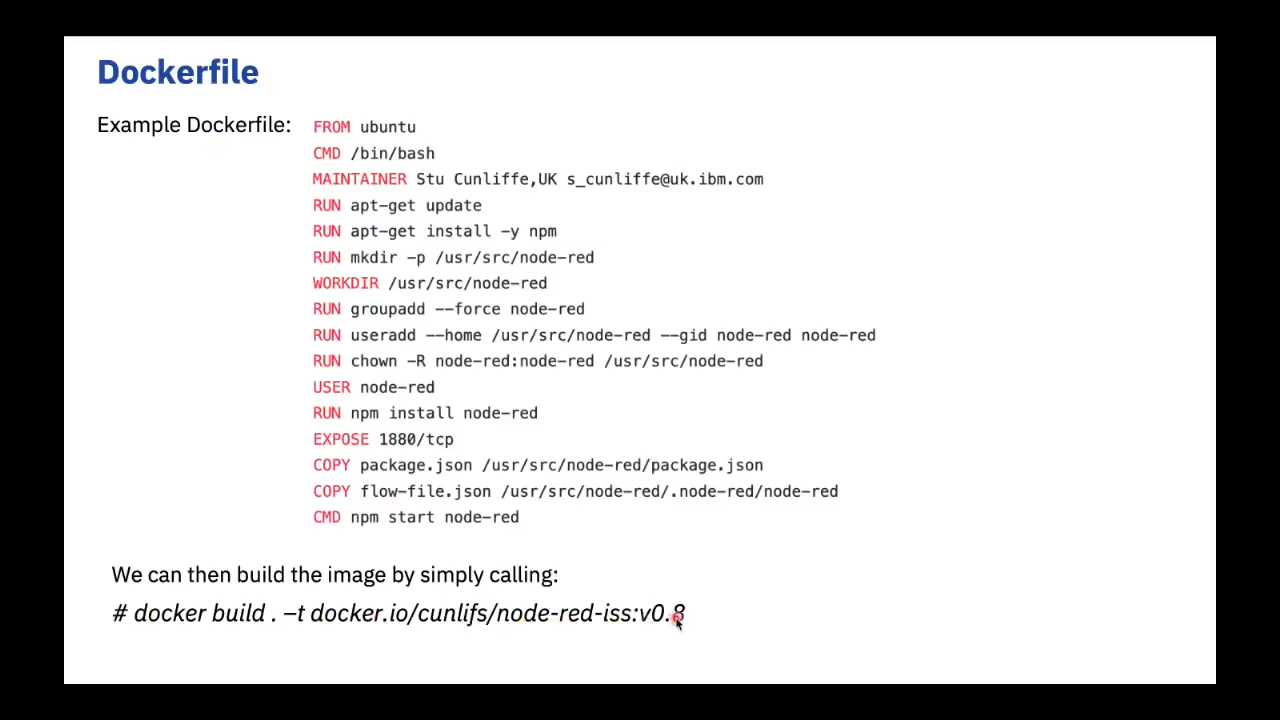 Dockerfile
Example Dockerfile:
FROM ubuntu
CMD /bin/bash
MAINTAINER Stu Cunliffe,UK s_cunliffe@uk.ibm.com
RUN apt-get update
RUN apt-get install -y npm
RUN mkdir -p /usr/src/node-red
WORKDIR /usr/src/node-red
RUN groupadd --force node-red
RUN useradd --home /usr/src/node-red --gid node-red node-red
RUN chown -R node-red:node-red /usr/src/node-red
USER node-red
RUN npm install node-red
EXPOSE 1880/tcp
COPY package.json /usr/src/node-red/package.json
COPY flow-file.json /usr/src/node-red/.node-red/node-red
CMD npm start node-red
We can then build the image by simply calling:
# docker build . –t docker.io/cunlifs/node-red-iss:v0.8